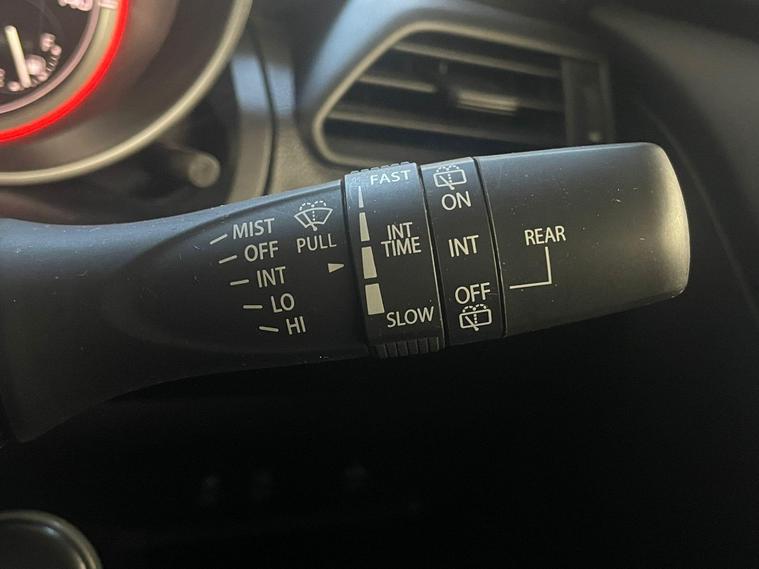 MIST
OFF
INT
LO
HI
PULL
FAST
INT
TIME
SLOW
ON
INT
OFF
REAR